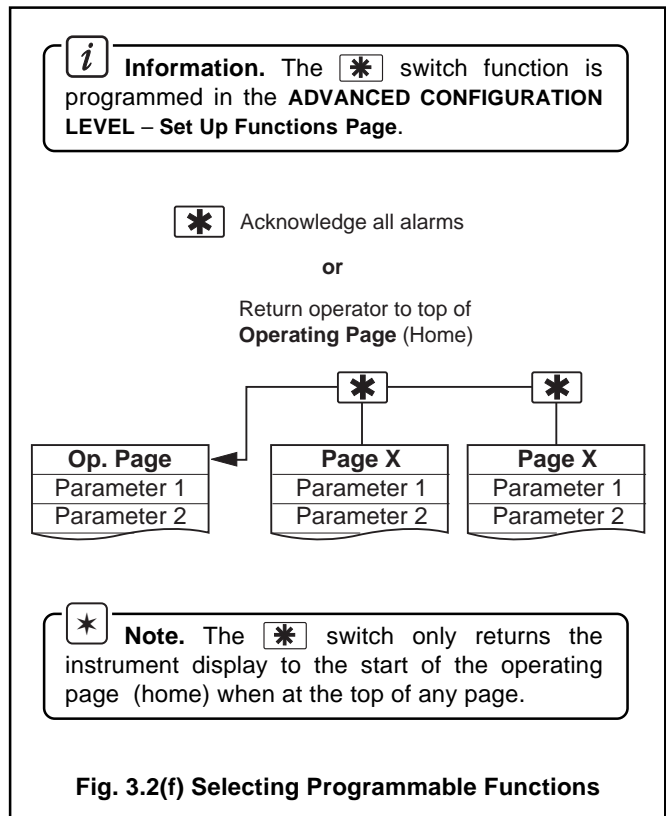 i Information. The ✱ switch function is
programmed in the ADVANCED CONFIGURATION
LEVEL – Set Up Functions Page.
✱ Acknowledge all alarms
or
Return operator to top of
Operating Page (Home)
✱ ✱
Op. Page Page X Page X
Parameter 1 Parameter 1 Parameter 1
Parameter 2 Parameter 2 Parameter 2
✶ Note. The ✱ switch only returns the
instrument display to the start of the operating
page (home) when at the top of any page.
Fig. 3.2(f) Selecting Programmable Functions